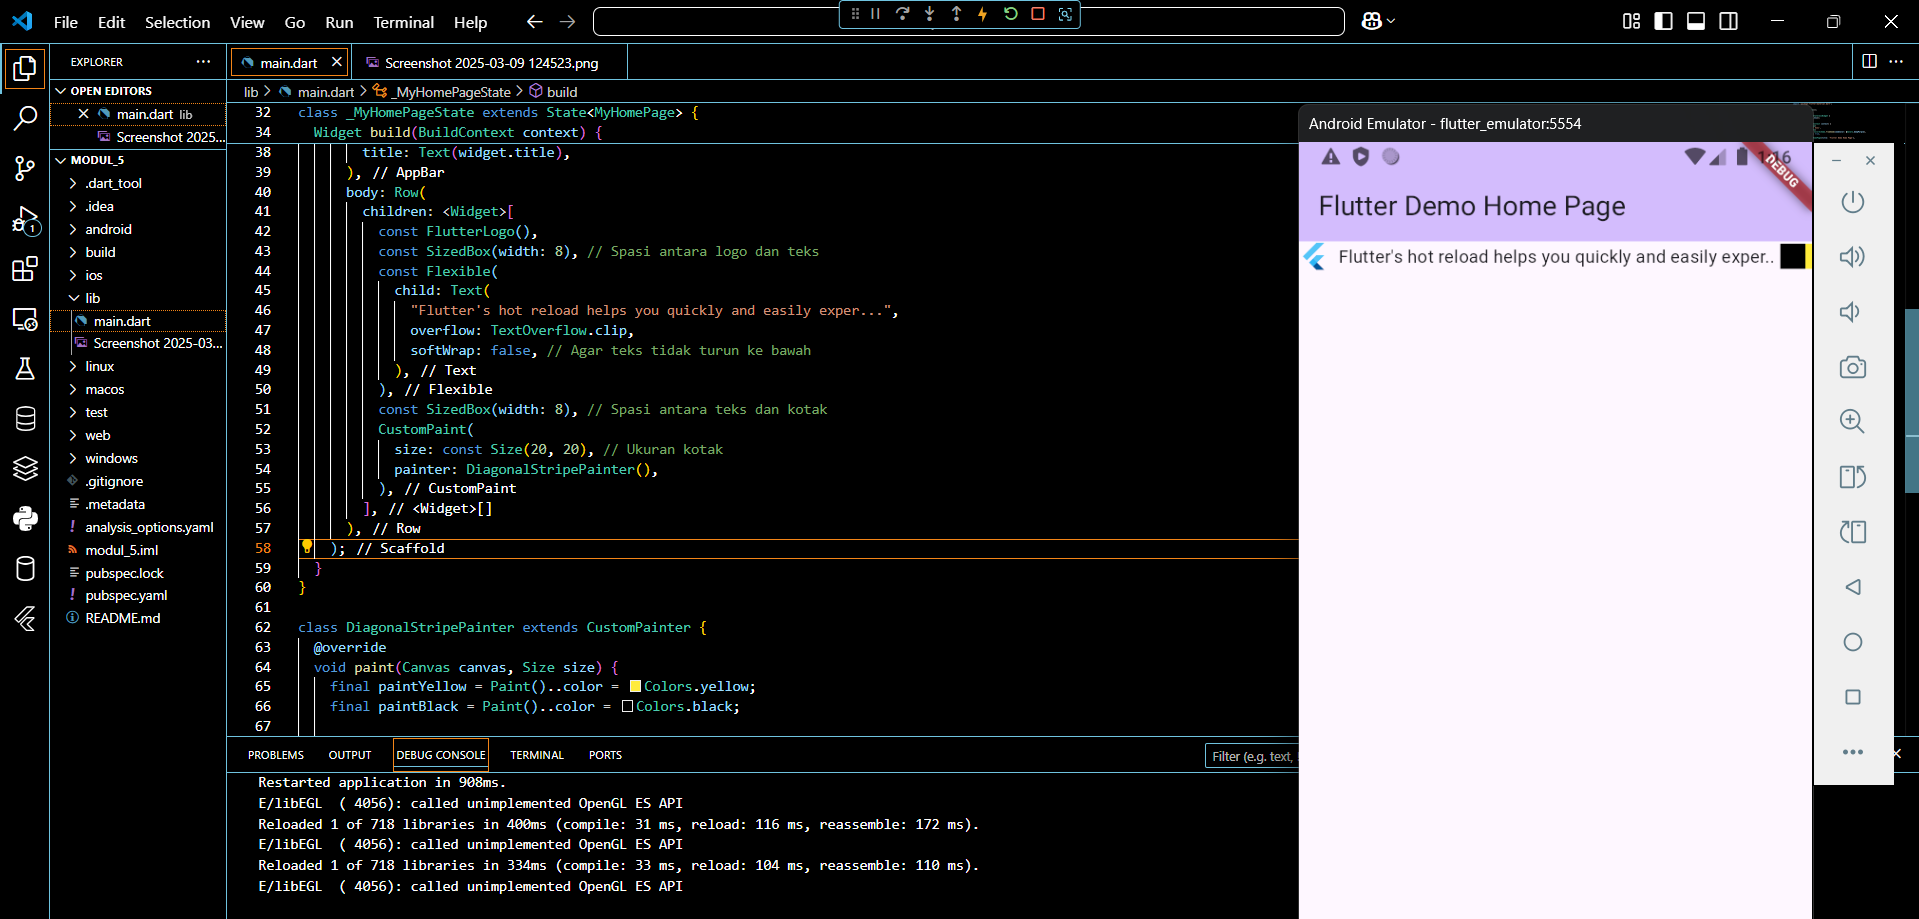 File Edit Selection View Go Run Terminal Help
EXPLORER
OPEN EDITORS
main.dart lib
Screenshot 2025...
MODUL_5
.dart_tool
.idea
android
build
ios
lib
main.dart
Screenshot 2025-03...
linux
macos
test
web
windows
.gitignore
.metadata
analysis_options.yaml
modul_5.iml
pubspec.lock
pubspec.yaml
README.md
1
main.dart
Screenshot 2025-03-09 124523.png
lib > main.dart > _MyHomePageState > build
32 class _MyHomePageState extends State<MyHomePage> {
34 Widget build(BuildContext context) {
38 title: Text(widget.title),
39 ), // AppBar
40 body: Row(
41 children: <Widget>[
42 const FlutterLogo(),
43 const SizedBox(width: 8), // Spasi antara logo dan teks
44 const Flexible(
45 child: Text(
46 "Flutter's hot reload helps you quickly and easily exper...",
47 overflow: TextOverflow.clip,
48 softWrap: false, // Agar teks tidak turun ke bawah
49 ), // Text
50 ), // Flexible
51 const SizedBox(width: 8), // Spasi antara teks dan kotak
52 CustomPaint(
53 size: const Size(20, 20), // Ukuran kotak
54 painter: DiagonalStripePainter(),
55 ), // CustomPaint
56 ], // <Widget>[]
57 ), // Row
58 ); // Scaffold
59 }
60 }
61
62 class DiagonalStripePainter extends CustomPainter {
63 @override
64 void paint(Canvas canvas, Size size) {
65 final paintYellow = Paint()..color = Colors.yellow;
66 final paintBlack = Paint()..color = Colors.black;
67
PROBLEMS OUTPUT DEBUG CONSOLE TERMINAL PORTS
Filter (e.g. text,
Restarted application in 908ms.
E/libEGL ( 4056): called unimplemented OpenGL ES API
Reloaded 1 of 718 libraries in 400ms (compile: 31 ms, reload: 116 ms, reassemble: 172 ms).
E/libEGL ( 4056): called unimplemented OpenGL ES API
Reloaded 1 of 718 libraries in 334ms (compile: 33 ms, reload: 104 ms, reassemble: 110 ms).
E/libEGL ( 4056): called unimplemented OpenGL ES API
Android Emulator - flutter_emulator:5554
1:16
DEBUG
Flutter Demo Home Page
Flutter's hot reload helps you quickly and easily exper..